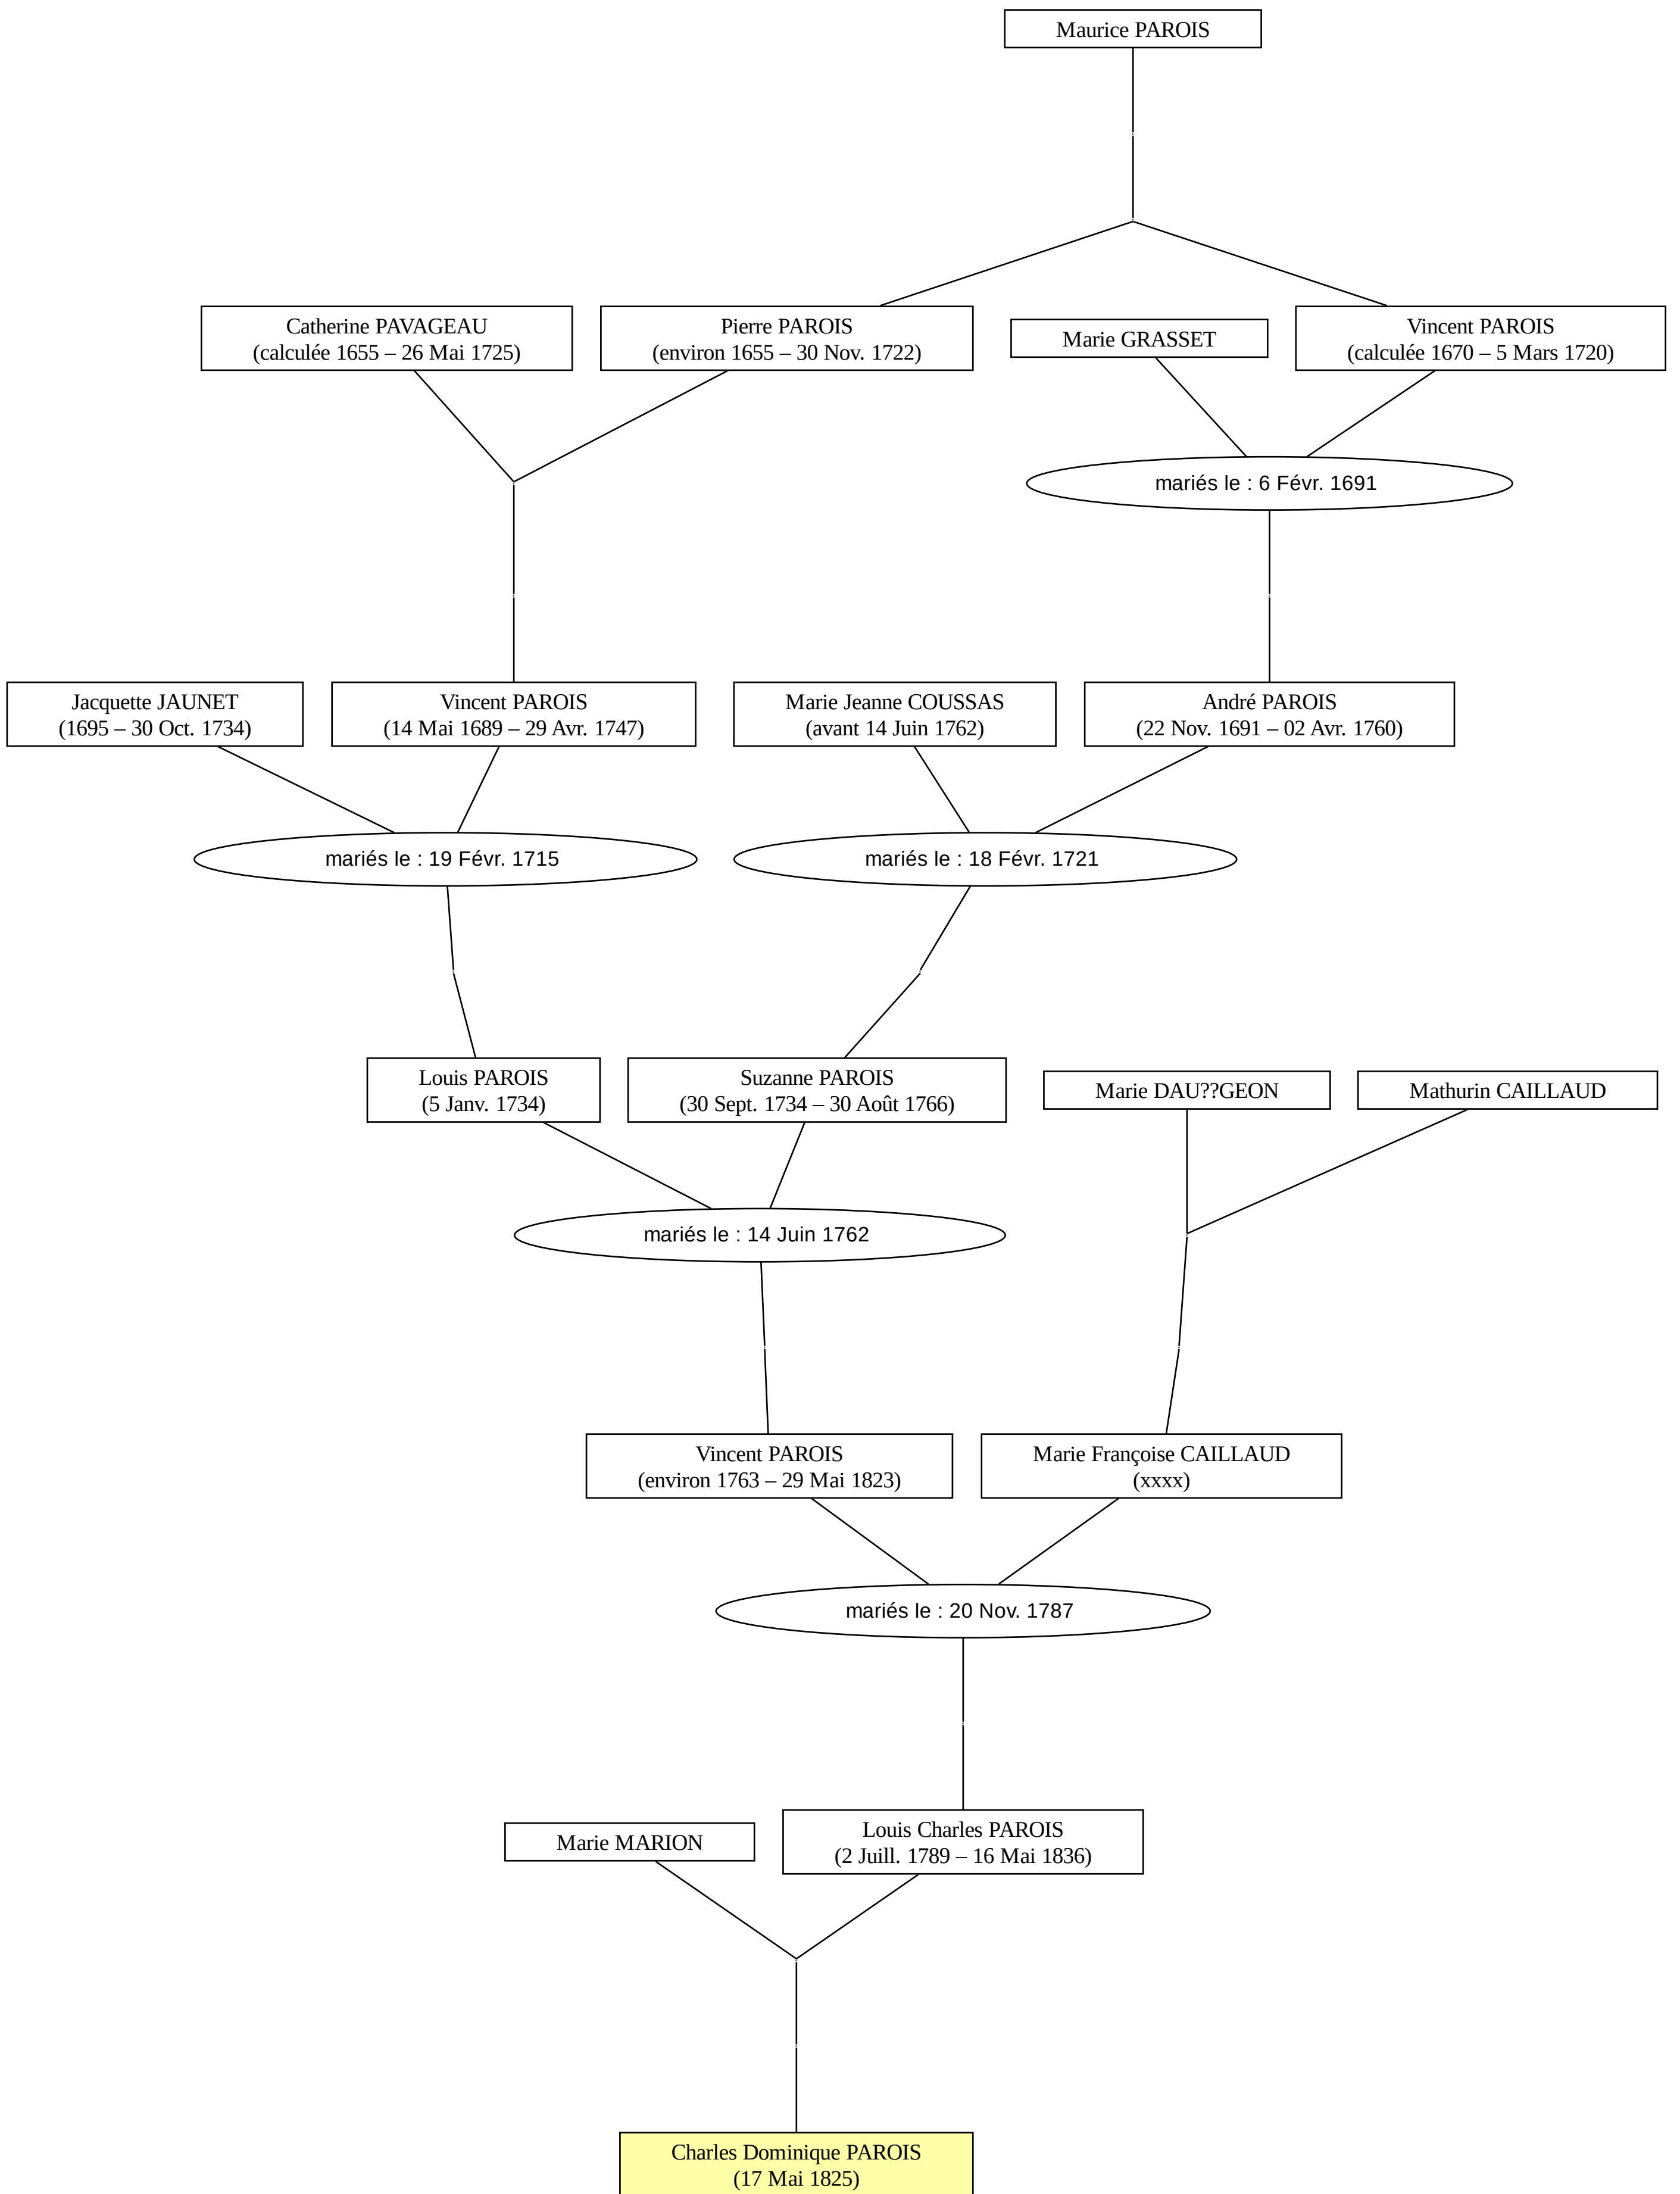 Maurice PAROIS
Catherine PAVAGEAU
(calculée 1655 – 26 Mai 1725)
Pierre PAROIS
(environ 1655 – 30 Nov. 1722)
Marie GRASSET
Vincent PAROIS
(calculée 1670 – 5 Mars 1720)
mariés le : 6 Févr. 1691
Jacquette JAUNET
(1695 – 30 Oct. 1734)
Vincent PAROIS
(14 Mai 1689 – 29 Avr. 1747)
Marie Jeanne COUSSAS
(avant 14 Juin 1762)
André PAROIS
(22 Nov. 1691 – 02 Avr. 1760)
mariés le : 19 Févr. 1715
mariés le : 18 Févr. 1721
Louis PAROIS
(5 Janv. 1734)
Suzanne PAROIS
(30 Sept. 1734 – 30 Août 1766)
Marie DAU??GEON
Mathurin CAILLAUD
mariés le : 14 Juin 1762
Vincent PAROIS
(environ 1763 – 29 Mai 1823)
Marie Françoise CAILLAUD
(xxxx)
mariés le : 20 Nov. 1787
Marie MARION
Louis Charles PAROIS
(2 Juill. 1789 – 16 Mai 1836)
Charles Dominique PAROIS
(17 Mai 1825)